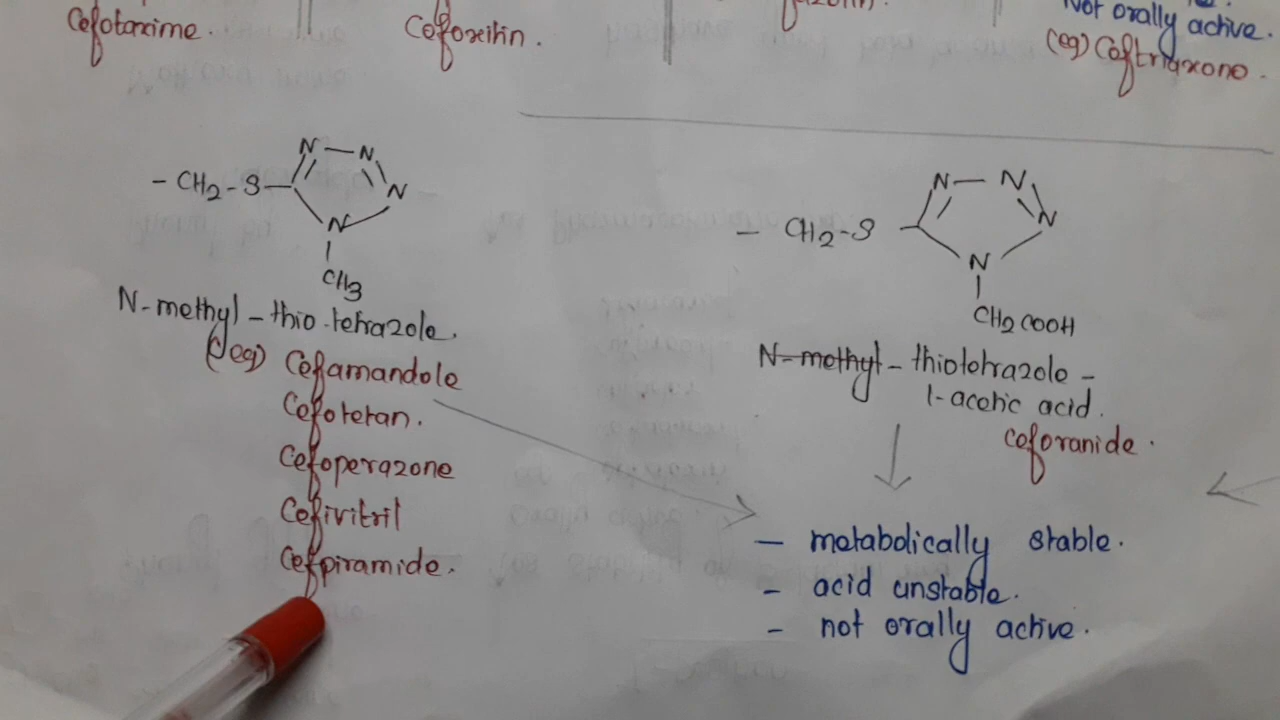 Cefotaxime.
Cefoxitin.
Not orally active.
(eg) Ceftriaxone.
N — N
- CH2 - S
N
N
CH3
N-methyl - thio-tetrazole.
(eg) Cefamandole
Cefotetan.
Cefoperazone
Cefivitril
Cefpiramide.
N — N
- CH2 - S
N
N
CH2COOH
N-methyl - thiotetrazole -
1-acetic acid.
Ceforanide.
- metabolically stable.
- acid unstable.
- not orally active.